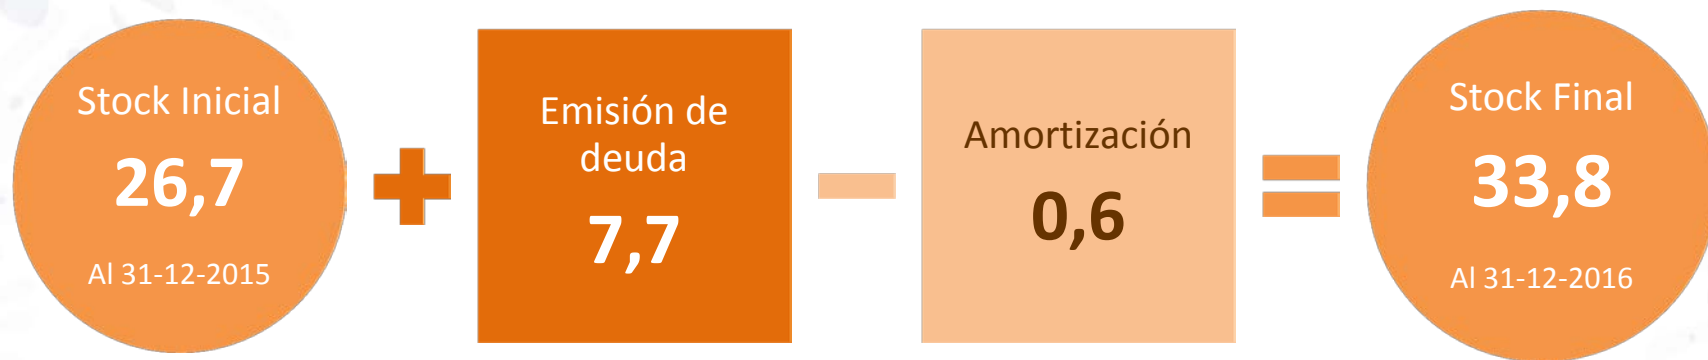 Stock Inicial
26,7
Al 31-12-2015
Emisión de
deuda
7,7
Amortización
0,6
Stock Final
33,8
Al 31-12-2016